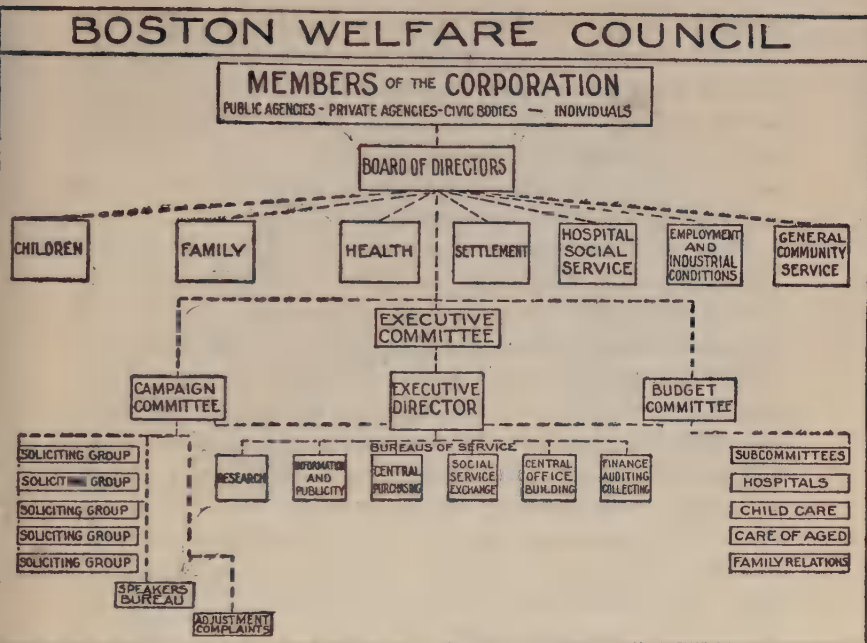 BOSTON WELFARE COUNCIL
MEMBERS OF THE CORPORATION
PUBLIC AGENCIES - PRIVATE AGENCIES-CIVIC BODIES — INDIVIDUALS
BOARD OF DIRECTORS
CHILDREN
FAMILY
HEALTH
SETTLEMENT
HOSPITAL
SOCIAL
SERVICE
EMPLOYMENT
AND
INDUSTRIAL
CONDITIONS
GENERAL
COMMUNITY
SERVICE
EXECUTIVE
COMMITTEE
CAMPAIGN
COMMITTEE
EXECUTIVE
DIRECTOR
BUDGET
COMMITTEE
SOLICITING GROUP
SOLICITING GROUP
SOLICITING GROUP
SOLICITING GROUP
SOLICITING GROUP
SPEAKERS
BUREAU
ADJUSTMENT
COMPLAINTS
BUREAUS OF SERVICE
RESEARCH
INFORMATION
AND
PUBLICITY
CENTRAL
PURCHASING
SOCIAL
SERVICE
EXCHANGE
CENTRAL
OFFICE
BUILDING
FINANCE
AUDITING
COLLECTING
SUBCOMMITTEES
HOSPITALS
CHILD CARE
CARE OF AGED
FAMILY RELATIONS